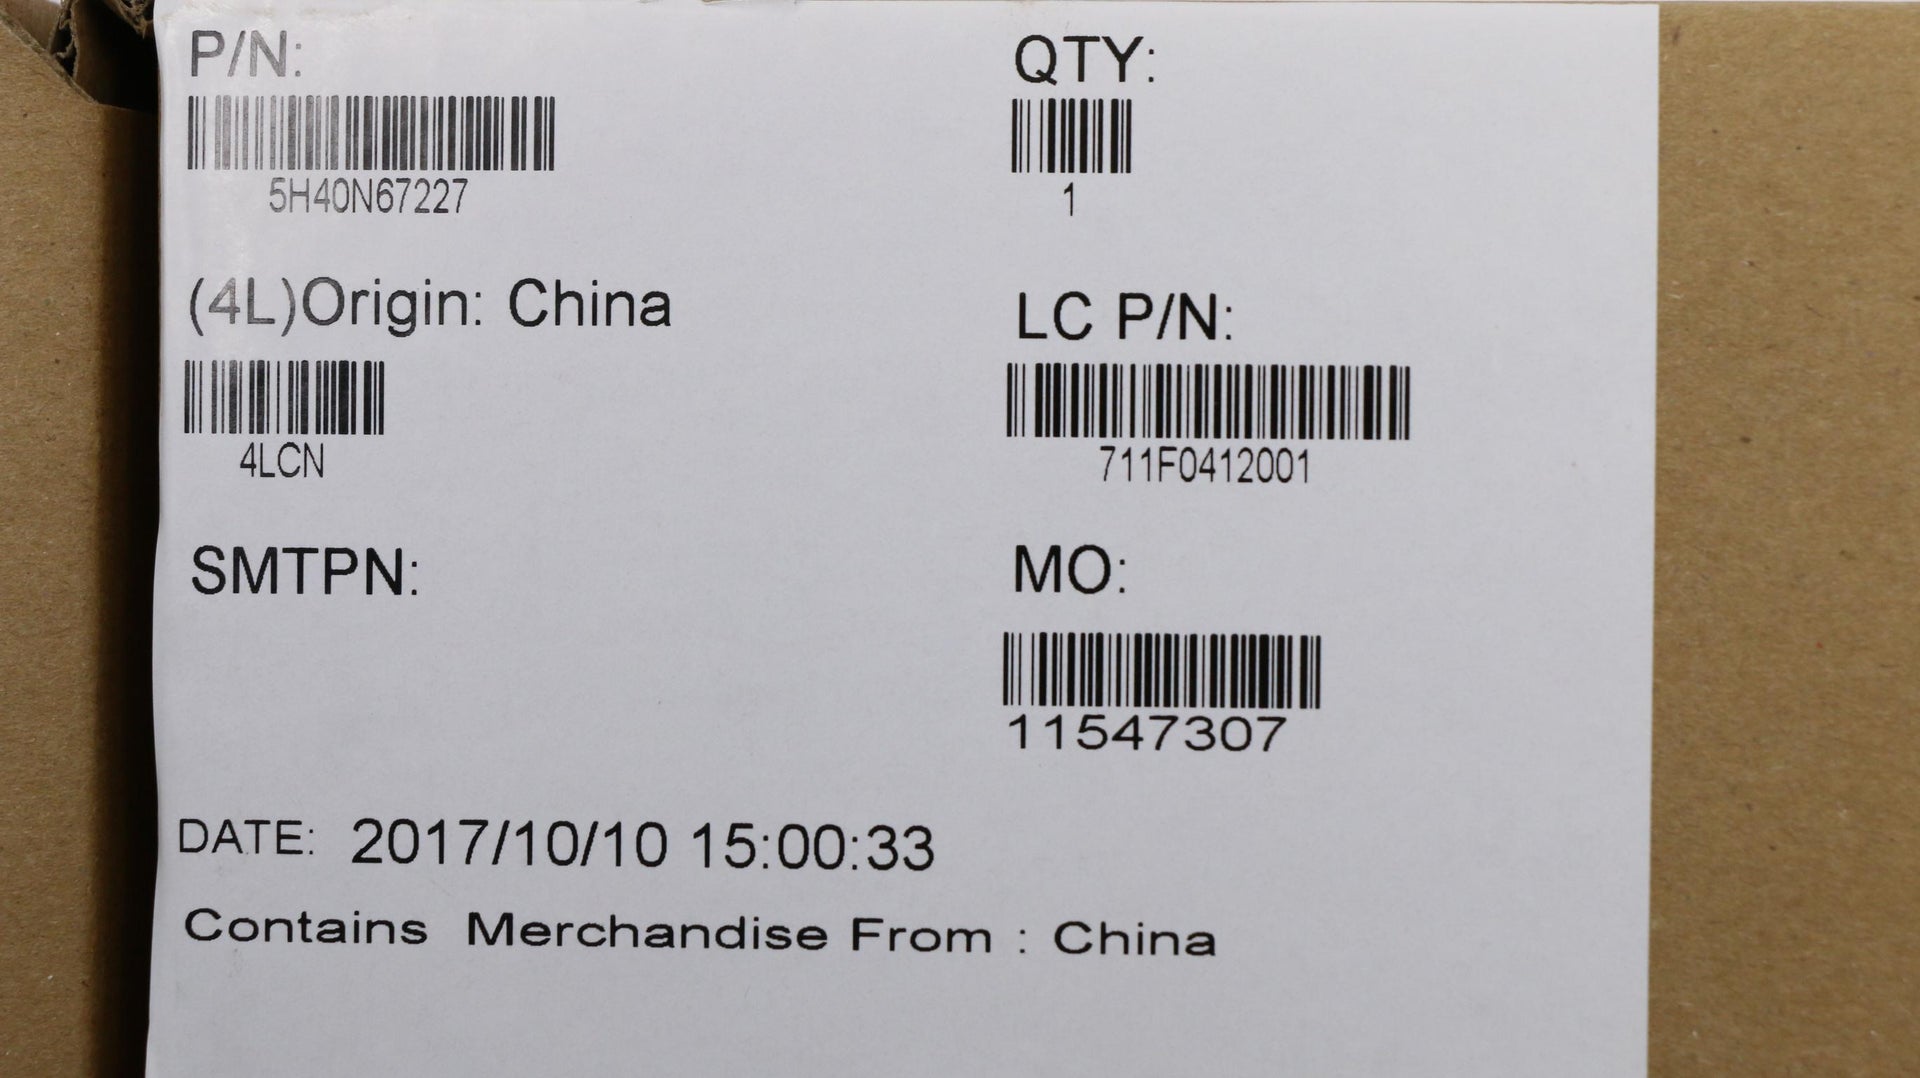 P/N:
5H40N67227
QTY:
1
(4L)Origin: China
4LCN
LC P/N:
711F0412001
SMTPN:
MO:
11547307
DATE: 2017/10/10 15:00:33
Contains Merchandise From : China